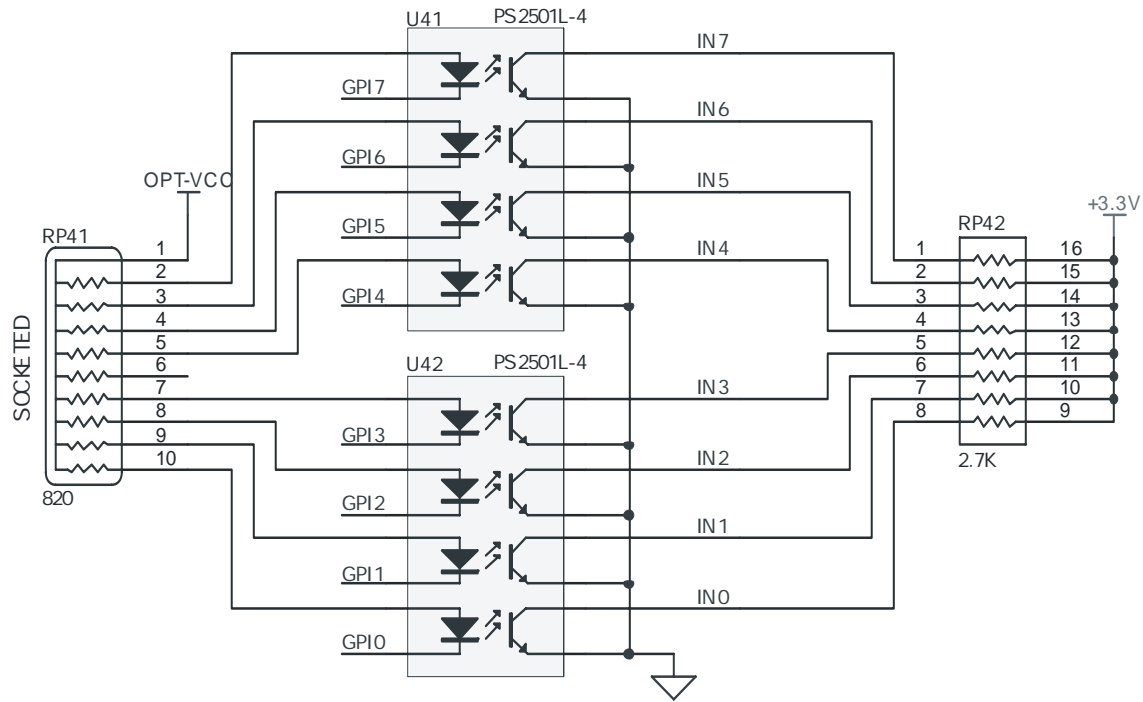 U41 PS2501L-4
IN7
GPI7
IN6
GPI6
OPT-VCC
IN5
+3.3V
GPI5
RP41
RP42
IN4
1
2
3
4
5
6
7
8
9
10
GPI4
1
2
3
4
5
6
7
8
16
15
14
13
12
11
10
9
SOCKETED
U42 PS2501L-4
IN3
GPI3
2.7K
820
IN2
GPI2
IN1
GPI1
IN0
GPI0